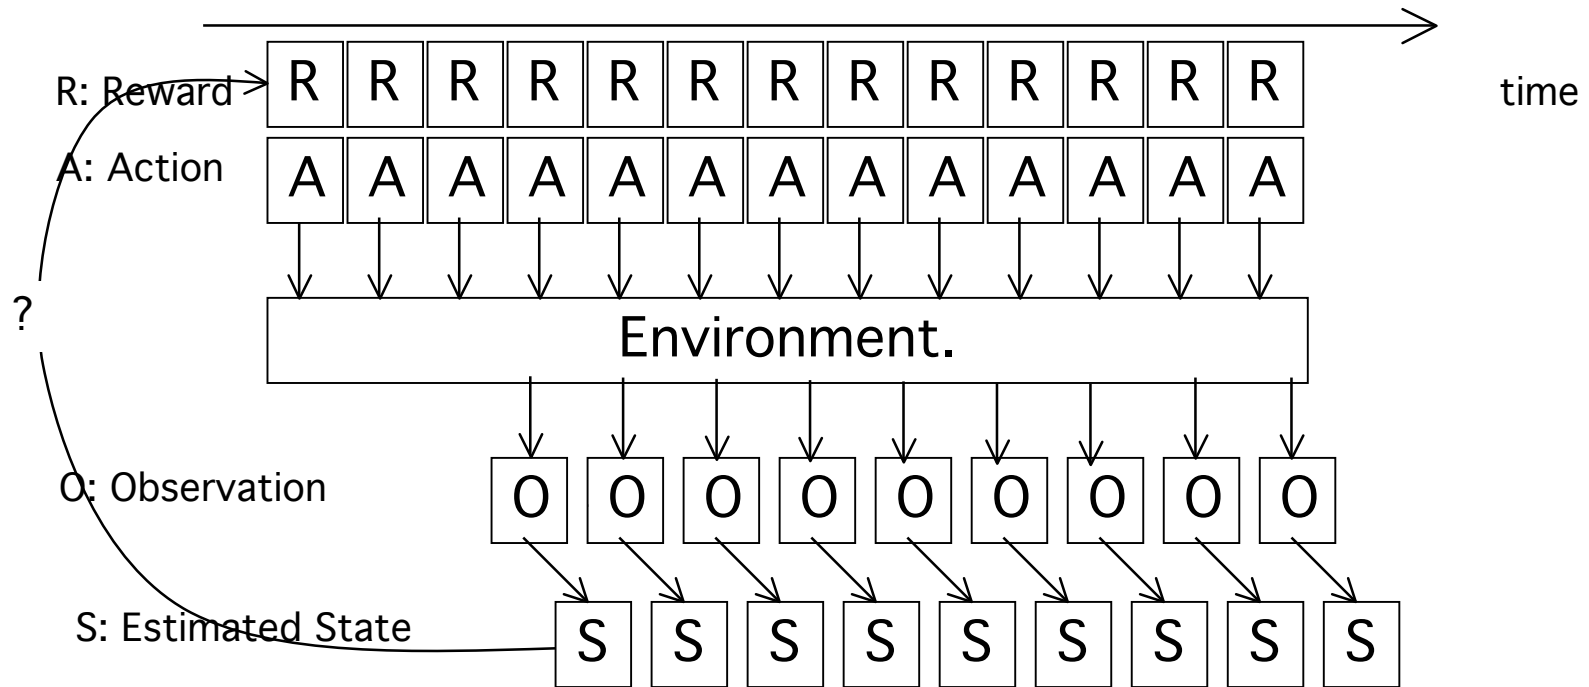 R: Reward R R R R R R R R R R R R R time
A: Action A A A A A A A A A A A A A
?
Environment.
O: Observation O O O O O O O O O
S: Estimated State S S S S S S S S S